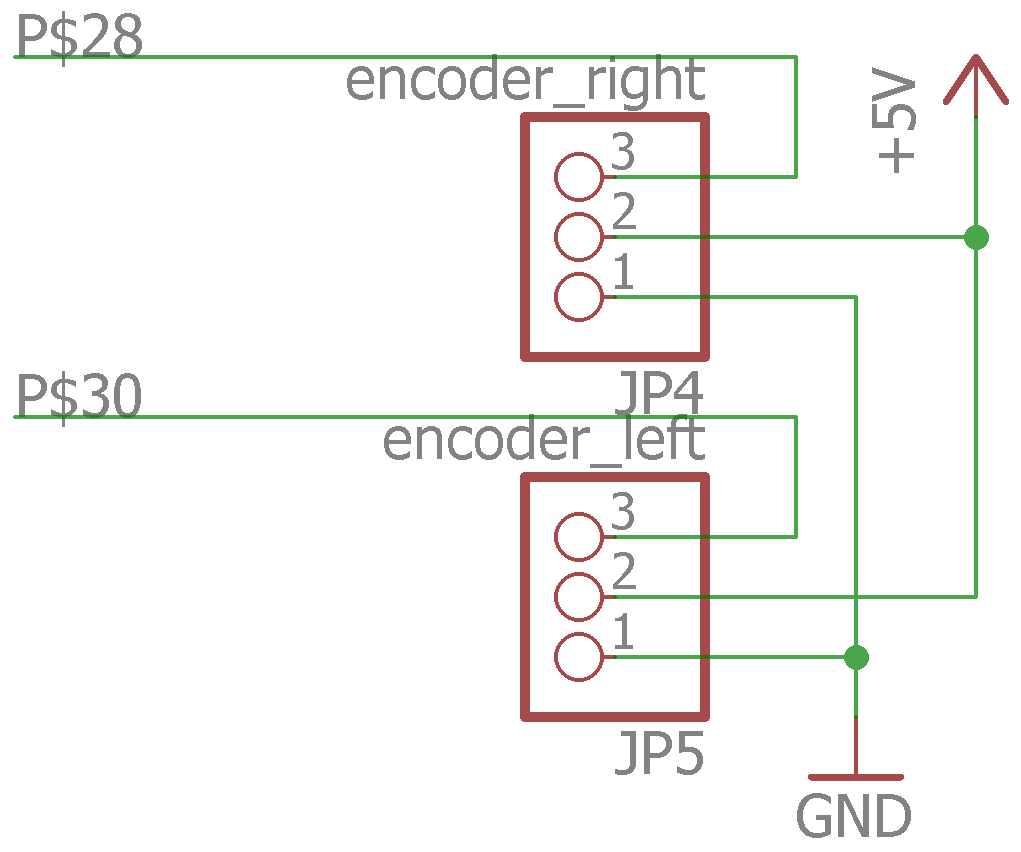 P$28
encoder_right
+5V
3
2
1
JP4
P$30
encoder_left
3
2
1
JP5
GND